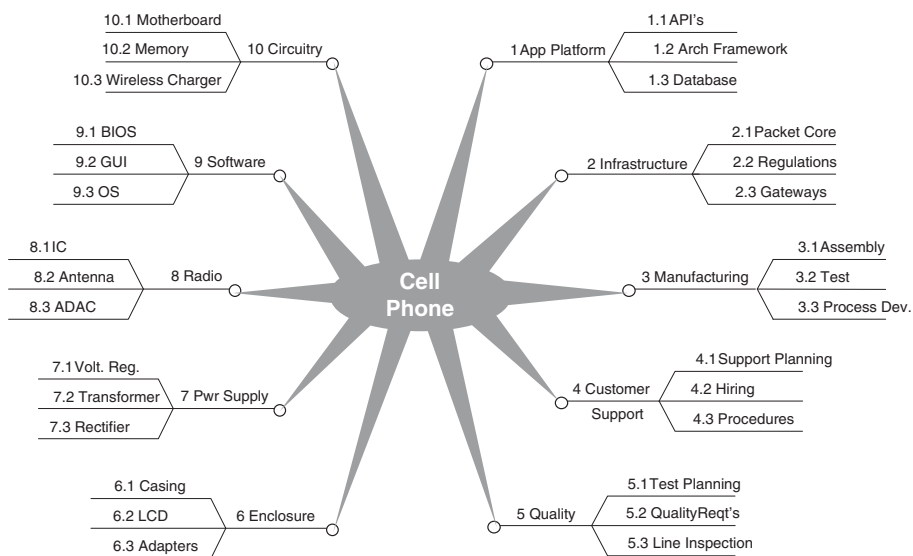 Cell
Phone
1 App Platform
1.1 API's
1.2 Arch Framework
1.3 Database
2 Infrastructure
2.1 Packet Core
2.2 Regulations
2.3 Gateways
3 Manufacturing
3.1 Assembly
3.2 Test
3.3 Process Dev.
4 Customer
Support
4.1 Support Planning
4.2 Hiring
4.3 Procedures
5 Quality
5.1 Test Planning
5.2 QualityReqt's
5.3 Line Inspection
6 Enclosure
6.1 Casing
6.2 LCD
6.3 Adapters
7 Pwr Supply
7.1 Volt. Reg.
7.2 Transformer
7.3 Rectifier
8 Radio
8.1 IC
8.2 Antenna
8.3 ADAC
9 Software
9.1 BIOS
9.2 GUI
9.3 OS
10 Circuitry
10.1 Motherboard
10.2 Memory
10.3 Wireless Charger